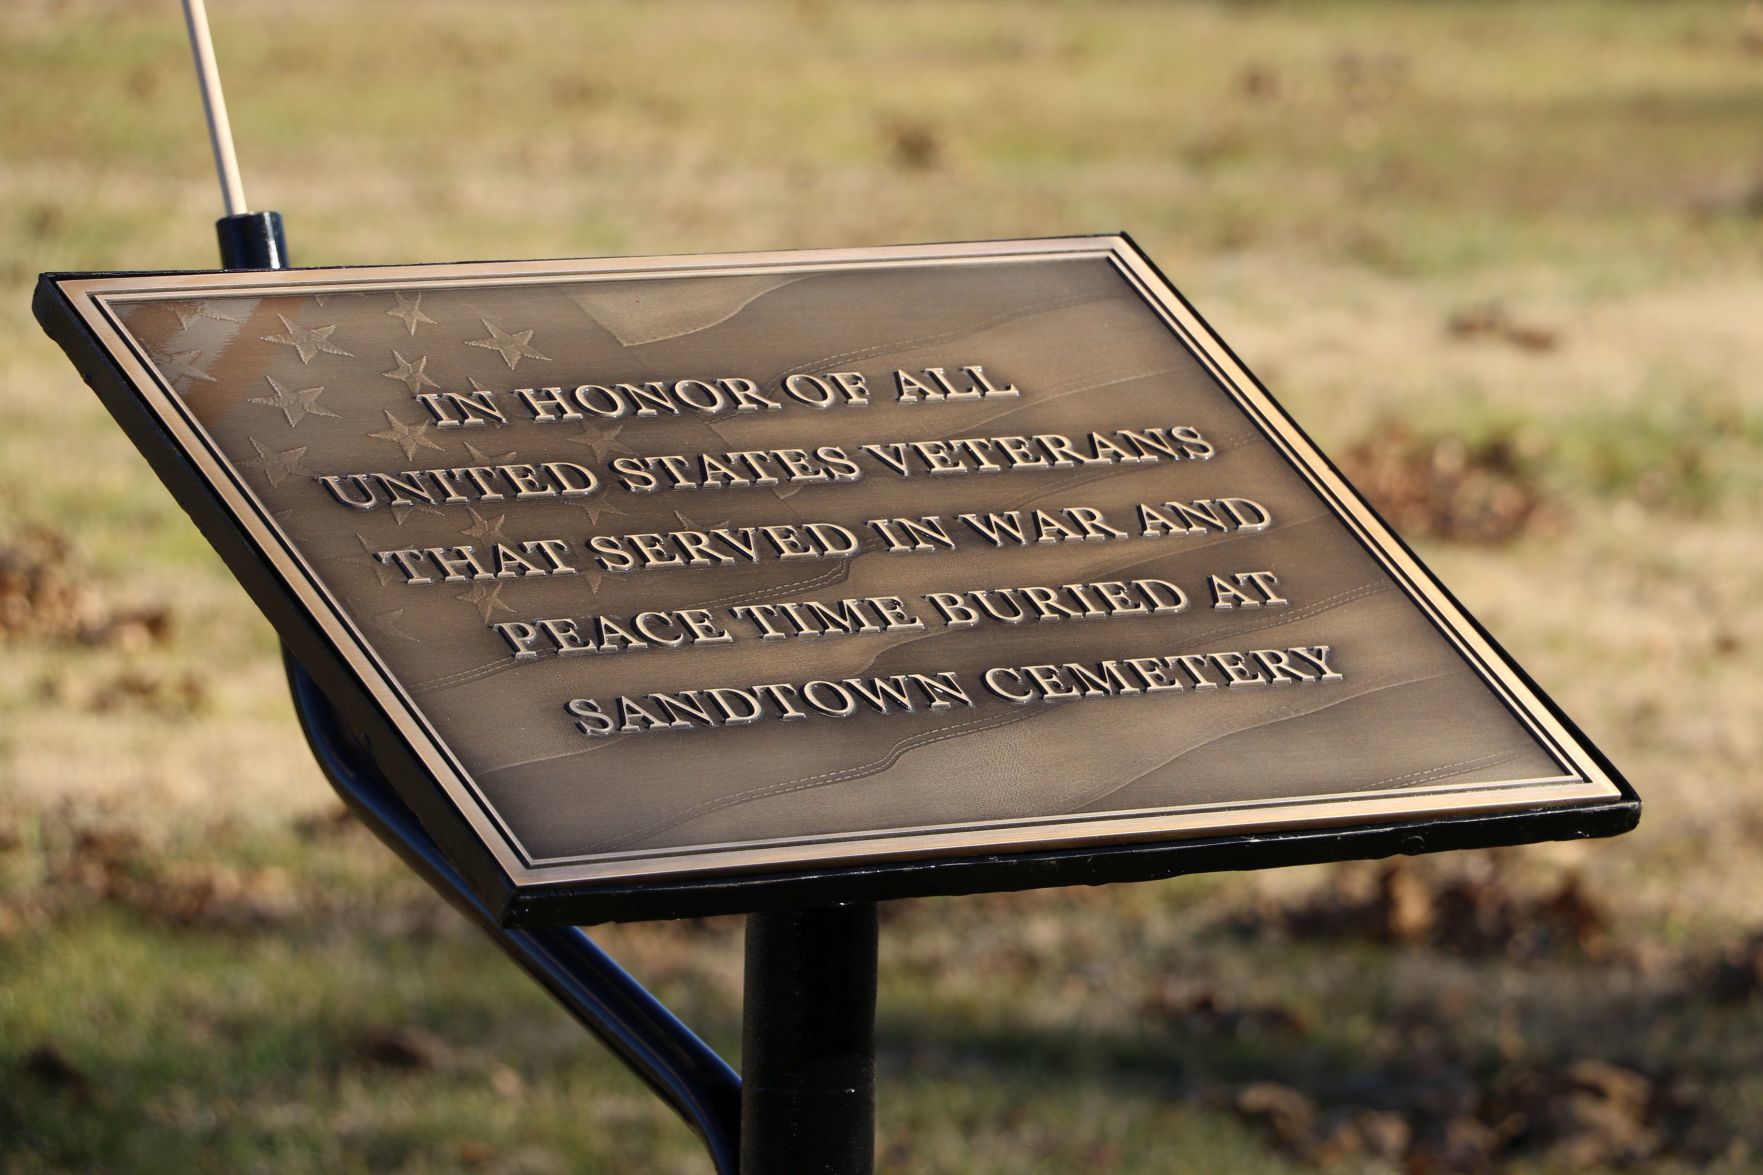 IN HONOR OF ALL
UNITED STATES VETERANS
THAT SERVED IN WAR AND
PEACE TIME BURIED AT
SANDTOWN CEMETERY